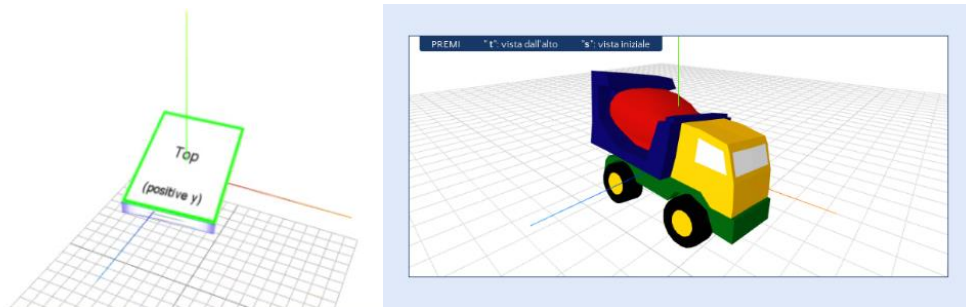 Top
(positive y)
PREMI "t": vista dall'alto "s": vista iniziale